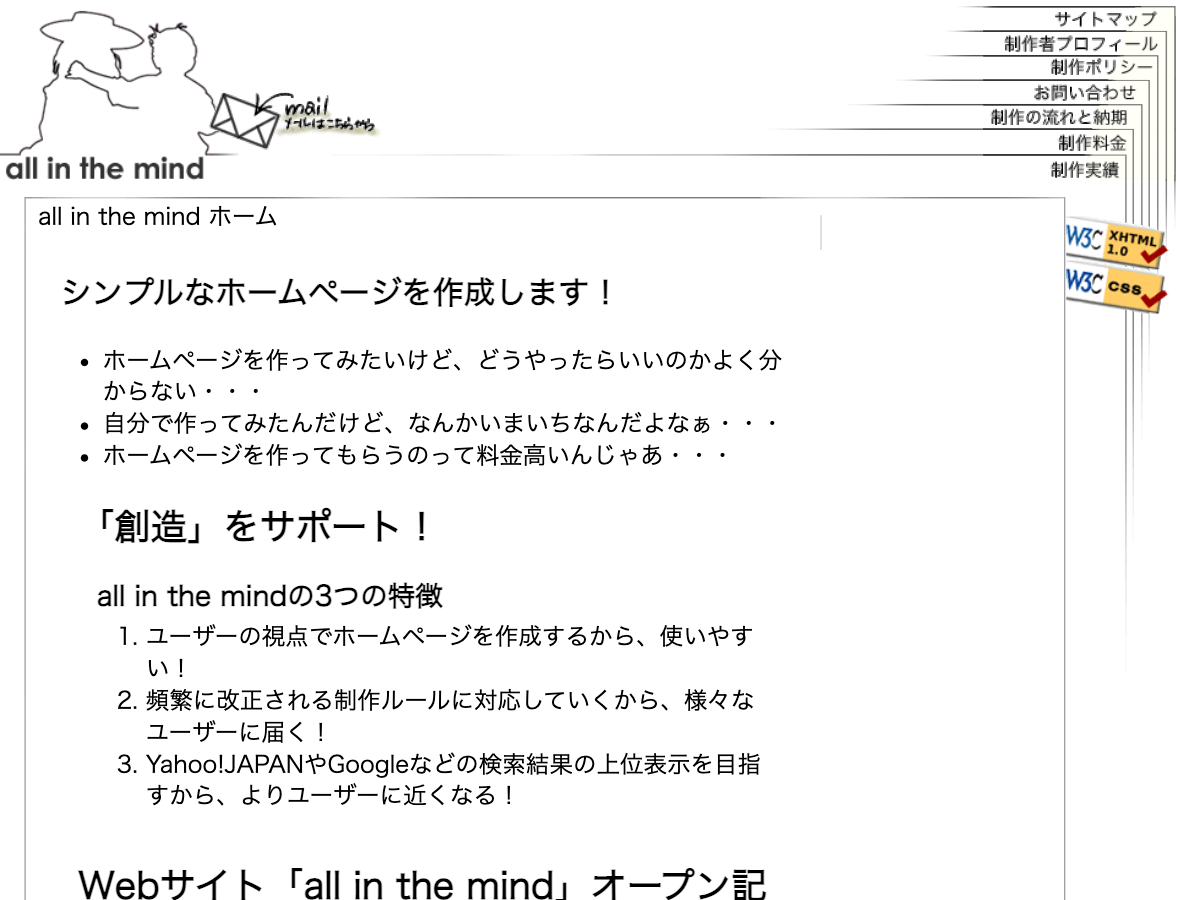 サイトマップ
制作者プロフィール
制作ポリシー
お問い合わせ
制作の流れと納期
制作料金
制作実績
mail
メールはこちらから
all in the mind
W3C XHTML 1.0
W3C css
all in the mind ホーム
シンプルなホームページを作成します！
• ホームページを作ってみたいけど、どうやったらいいのかよく分
からない・・・
• 自分で作ってみたんだけど、なんかいまいちなんだよなぁ・・・
• ホームページを作ってもらうのって料金高いんじゃあ・・・
「創造」をサポート！
all in the mindの3つの特徴
1. ユーザーの視点でホームページを作成するから、使いやす
い！
2. 頻繁に改正される制作ルールに対応していくから、様々な
ユーザーに届く！
3. Yahoo!JAPANやGoogleなどの検索結果の上位表示を目指
すから、よりユーザーに近くなる！
Webサイト「all in the mind」オープン記